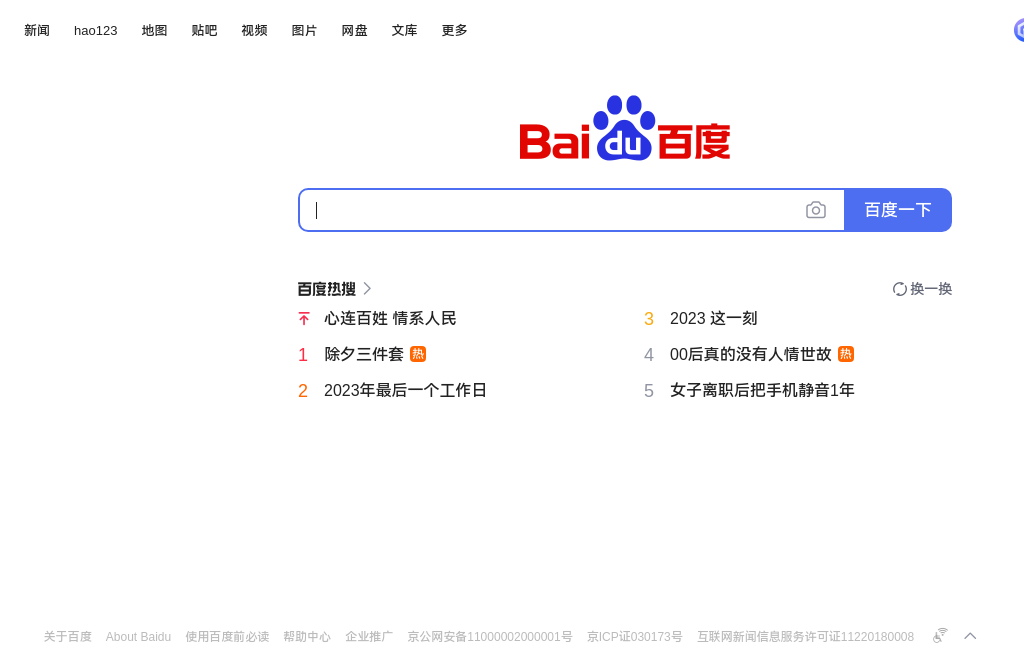 新闻 hao123 地图 贴吧 视频 图片 网盘 文库 更多
Bai du 百度
百度一下
百度热搜 换一换
心连百姓 情系人民
3 2023 这一刻
1 除夕三件套 热
4 00后真的没有人情世故 热
2 2023年最后一个工作日
5 女子离职后把手机静音1年
关于百度 About Baidu 使用百度前必读 帮助中心 企业推广 京公网安备11000002000001号 京ICP证030173号 互联网新闻信息服务许可证11220180008